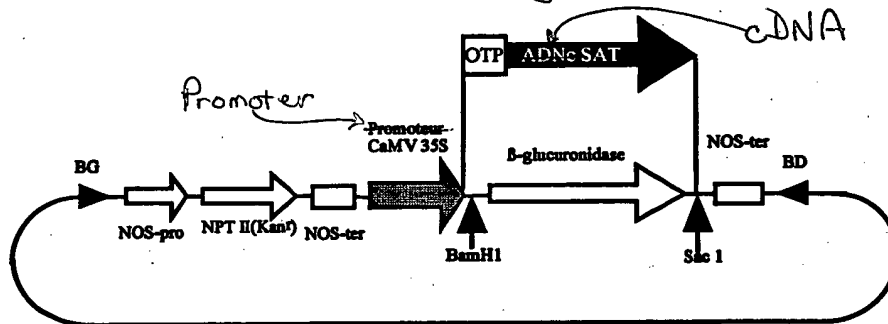 cDNA
OTP ADNc SAT
Promoter
Promoteur
CaMV 35S
ß-glucuronidase
NOS-ter
BG
BD
NOS-pro
NPT II(Kanr)
NOS-ter
BamH1
Sac 1